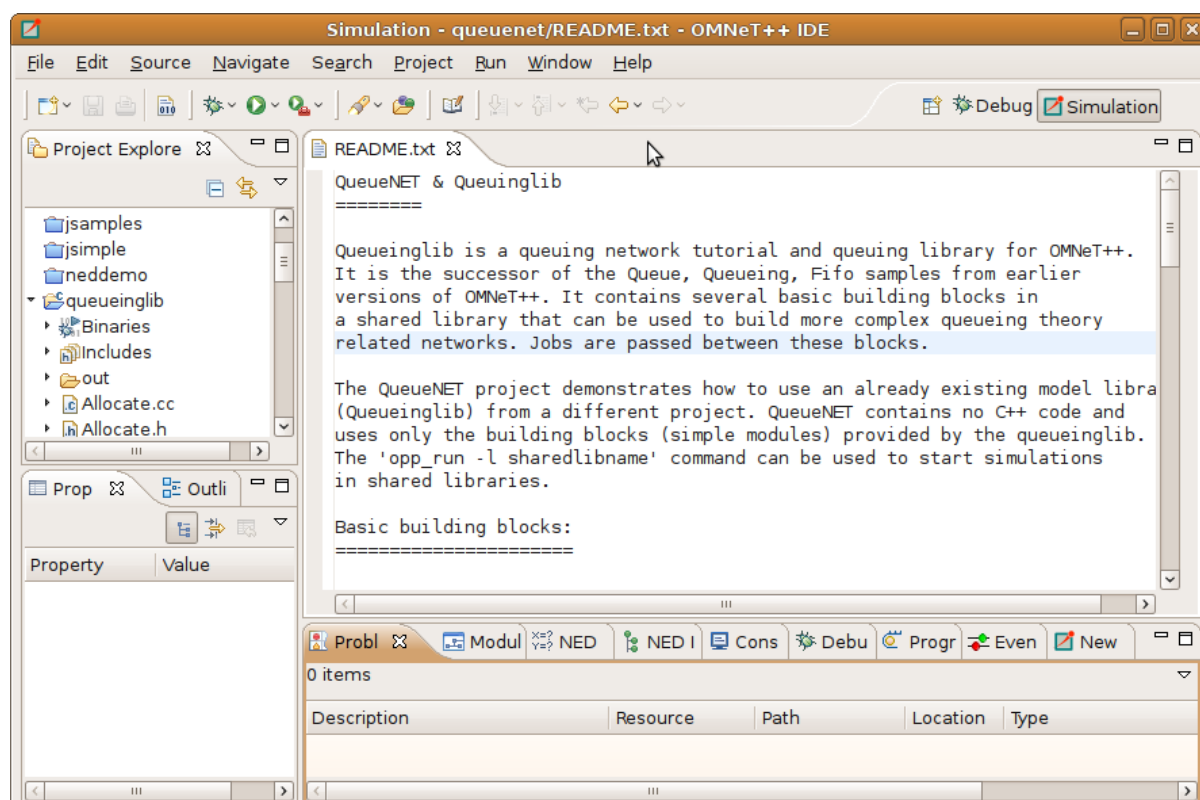 Simulation - queuenet/README.txt - OMNeT++ IDE
File Edit Source Navigate Search Project Run Window Help
Debug Simulation
Project Explore
jsamples
jsimple
neddemo
queueinglib
Binaries
Includes
out
Allocate.cc
Allocate.h
README.txt
QueueNET & Queuinglib
========
Queueinglib is a queuing network tutorial and queuing library for OMNeT++.
It is the successor of the Queue, Queueing, Fifo samples from earlier
versions of OMNeT++. It contains several basic building blocks in
a shared library that can be used to build more complex queueing theory
related networks. Jobs are passed between these blocks.
The QueueNET project demonstrates how to use an already existing model libra
(Queueinglib) from a different project. QueueNET contains no C++ code and
uses only the building blocks (simple modules) provided by the queueinglib.
The 'opp_run -l sharedlibname' command can be used to start simulations
in shared libraries.
Basic building blocks:
======================
Prop Outli
Property Value
Probl Modul NED NED I Cons Debu Progr Even New
0 items
Description Resource Path Location Type